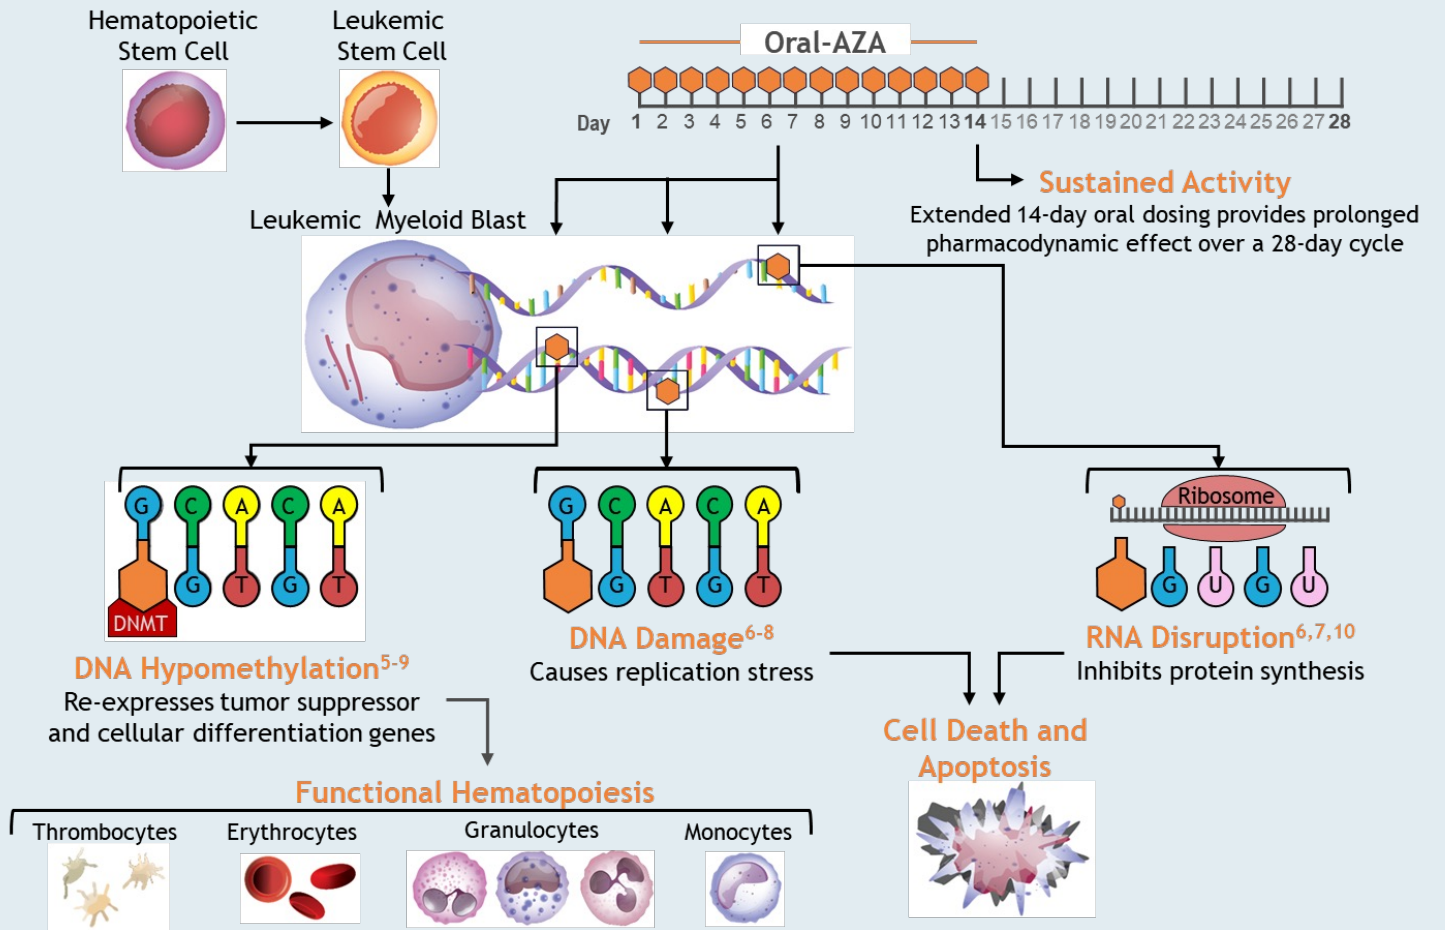 Hematopoietic
Stem Cell
Leukemic
Stem Cell
Oral-AZA
Day 1 2 3 4 5 6 7 8 9 10 11 12 13 14 15 16 17 18 19 20 21 22 23 24 25 26 27 28
Sustained Activity
Extended 14-day oral dosing provides prolonged
pharmacodynamic effect over a 28-day cycle
Leukemic Myeloid Blast
G C A C A
G T G T
DNMT
DNA Hypomethylation5-9
Re-expresses tumor suppressor
and cellular differentiation genes
G C A C A
G T G T
DNA Damage6-8
Causes replication stress
Ribosome
G U G U
RNA Disruption6,7,10
Inhibits protein synthesis
Cell Death and
Apoptosis
Functional Hematopoiesis
Thrombocytes
Erythrocytes
Granulocytes
Monocytes